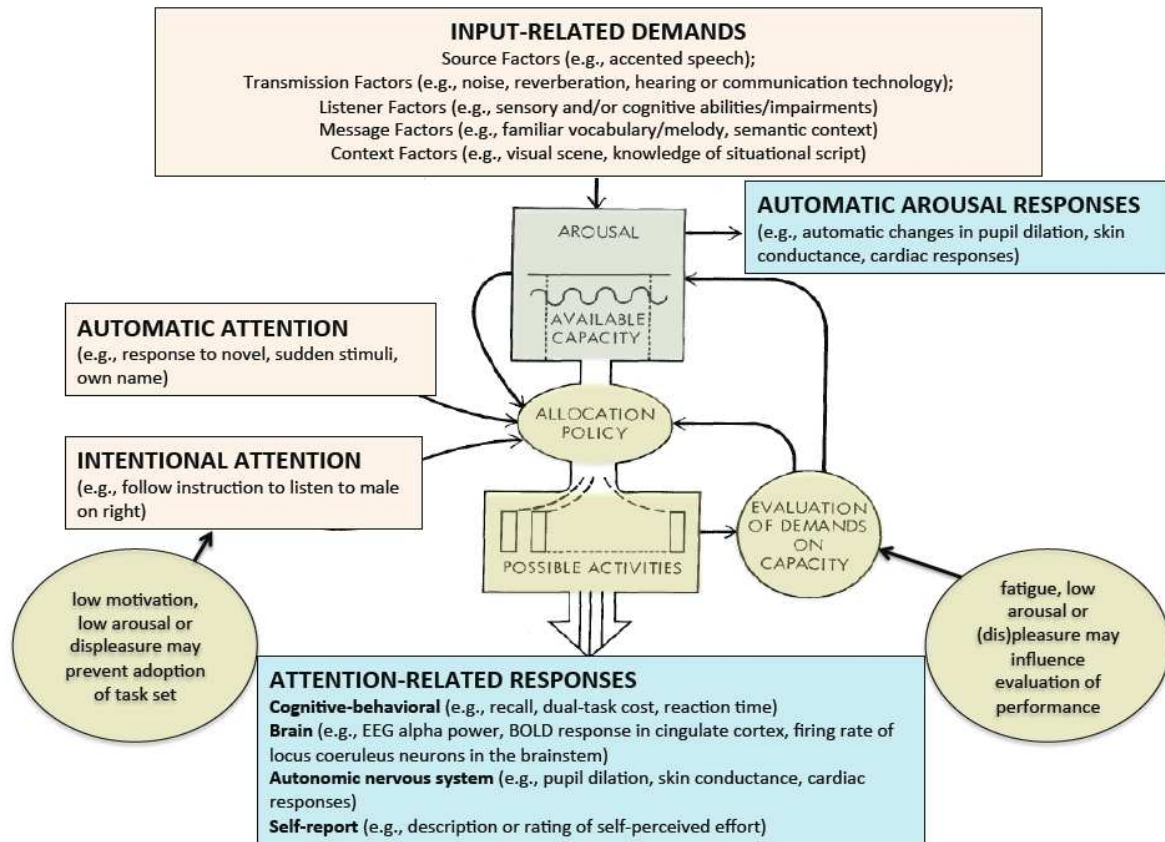 INPUT-RELATED DEMANDS
Source Factors (e.g., accented speech);
Transmission Factors (e.g., noise, reverberation, hearing or communication technology);
Listener Factors (e.g., sensory and/or cognitive abilities/impairments)
Message Factors (e.g., familiar vocabulary/melody, semantic context)
Context Factors (e.g., visual scene, knowledge of situational script)
AROUSAL
AVAILABLE
CAPACITY
AUTOMATIC AROUSAL RESPONSES
(e.g., automatic changes in pupil dilation, skin
conductance, cardiac responses)
AUTOMATIC ATTENTION
(e.g., response to novel, sudden stimuli,
own name)
ALLOCATION
POLICY
INTENTIONAL ATTENTION
(e.g., follow instruction to listen to male
on right)
EVALUATION
OF DEMANDS
ON
CAPACITY
POSSIBLE ACTIVITIES
low motivation,
low arousal or
displeasure may
prevent adoption
of task set
fatigue, low
arousal or
(dis)pleasure may
influence
evaluation of
performance
ATTENTION-RELATED RESPONSES
Cognitive-behavioral (e.g., recall, dual-task cost, reaction time)
Brain (e.g., EEG alpha power, BOLD response in cingulate cortex, firing rate of
locus coeruleus neurons in the brainstem)
Autonomic nervous system (e.g., pupil dilation, skin conductance, cardiac
responses)
Self-report (e.g., description or rating of self-perceived effort)